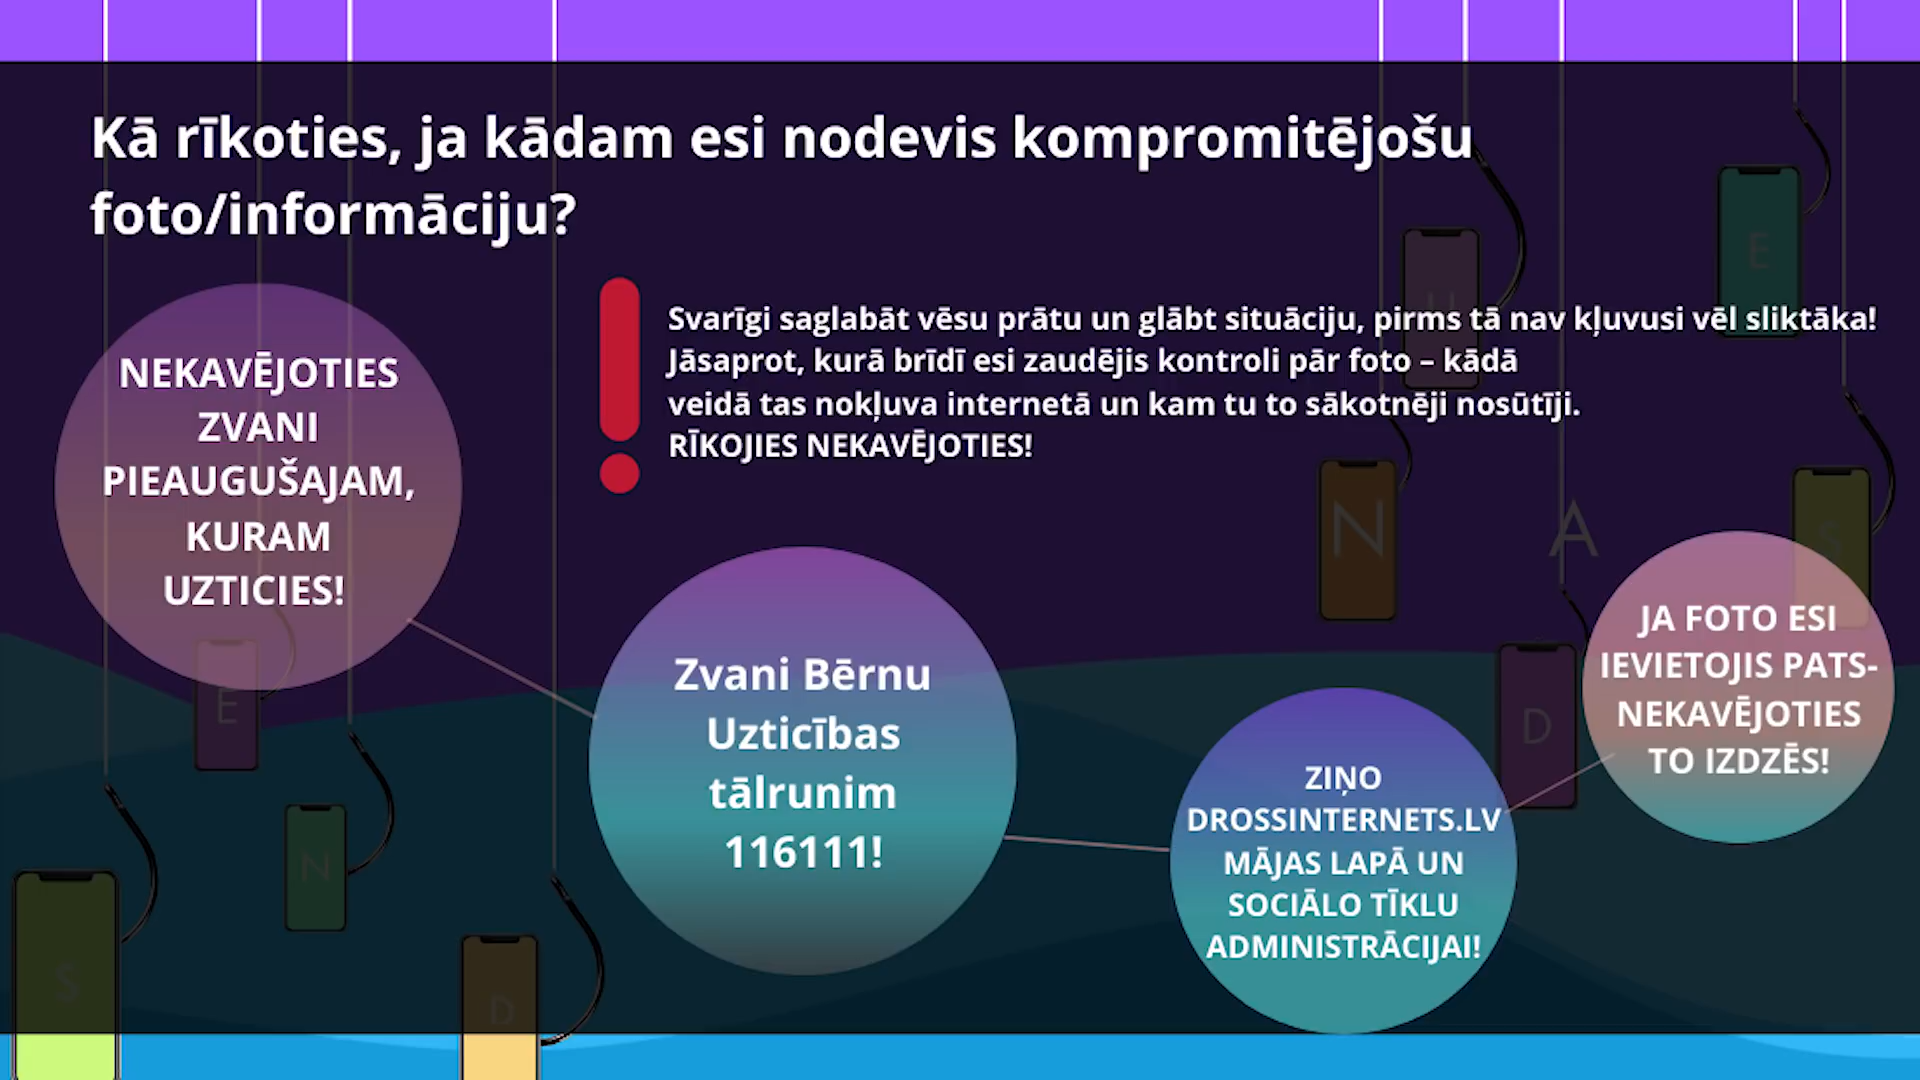 Kā rīkoties, ja kādam esi nodevis kompromitējošu
foto/informāciju?
Svarīgi saglabāt vēsu prātu un glābt situāciju, pirms tā nav kļuvusi vēl sliktāka!
Jāsaprot, kurā brīdī esi zaudējis kontroli pār foto – kādā
veidā tas nokļuva internetā un kam tu to sākotnēji nosūtīji.
RĪKOJIES NEKAVĒJOTIES!
NEKAVĒJOTIES
ZVANI
PIEAUGUŠAJAM,
KURAM
UZTICIES!
Zvani Bērnu
Uzticības
tālrunim
116111!
ZIŅO
DROSSINTERNETS.LV
MĀJAS LAPĀ UN
SOCIĀLO TĪKLU
ADMINISTRĀCIJAI!
JA FOTO ESI
IEVIETOJIS PATS-
NEKAVĒJOTIES
TO IZDZĒS!
S
E
N
D
N
U
A
D
E
S